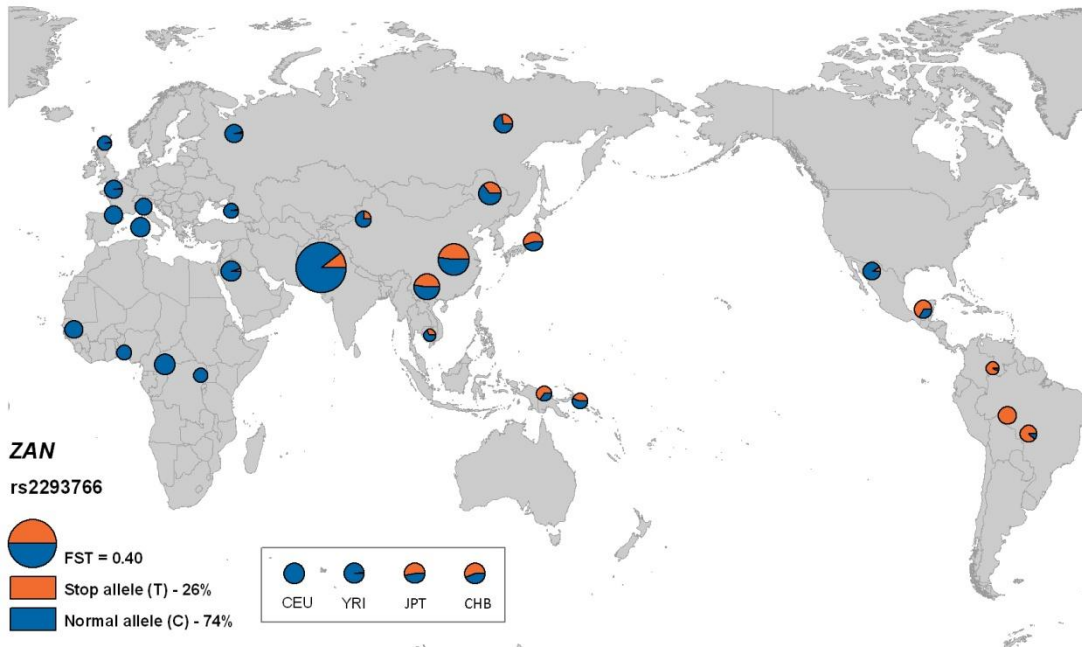 ZAN
rs2293766
FST = 0.40
Stop allele (T) - 26%
Normal allele (C) - 74%
CEU YRI JPT CHB